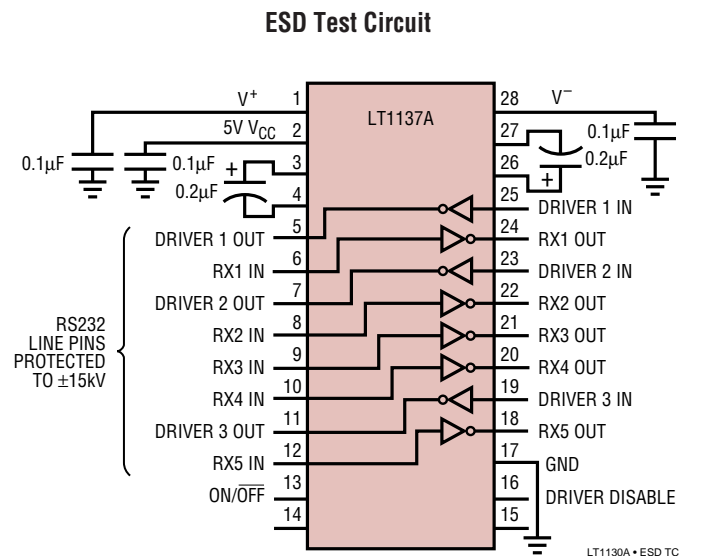 ESD Test Circuit
LT1137A
V+ 1
5V VCC 2
3
4
0.1µF
0.1µF
+
0.2µF
DRIVER 1 OUT 5
RX1 IN 6
DRIVER 2 OUT 7
RX2 IN 8
RX3 IN 9
RX4 IN 10
DRIVER 3 OUT 11
RX5 IN 12
ON/OFF 13
14
RS232
LINE PINS
PROTECTED
TO ±15kV
28 V−
27
26
0.1µF
0.2µF
+
25 DRIVER 1 IN
24 RX1 OUT
23 DRIVER 2 IN
22 RX2 OUT
21 RX3 OUT
20 RX4 OUT
19 DRIVER 3 IN
18 RX5 OUT
17 GND
16 DRIVER DISABLE
15
LT1130A • ESD TC